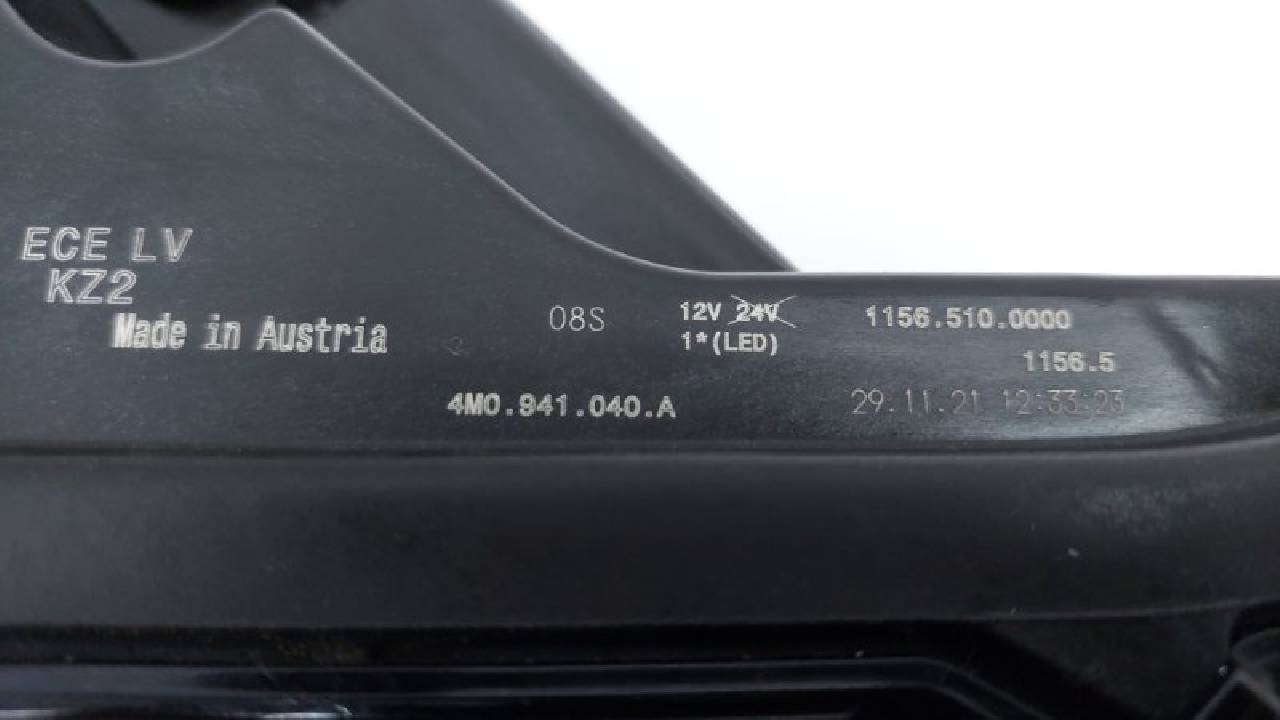 ECE LV
KZ2
Made in Austria
08S
12V 24V
1*(LED)
4M0.941.040.A
1156.510.0000
1156.5
29.11.21 12:33:23